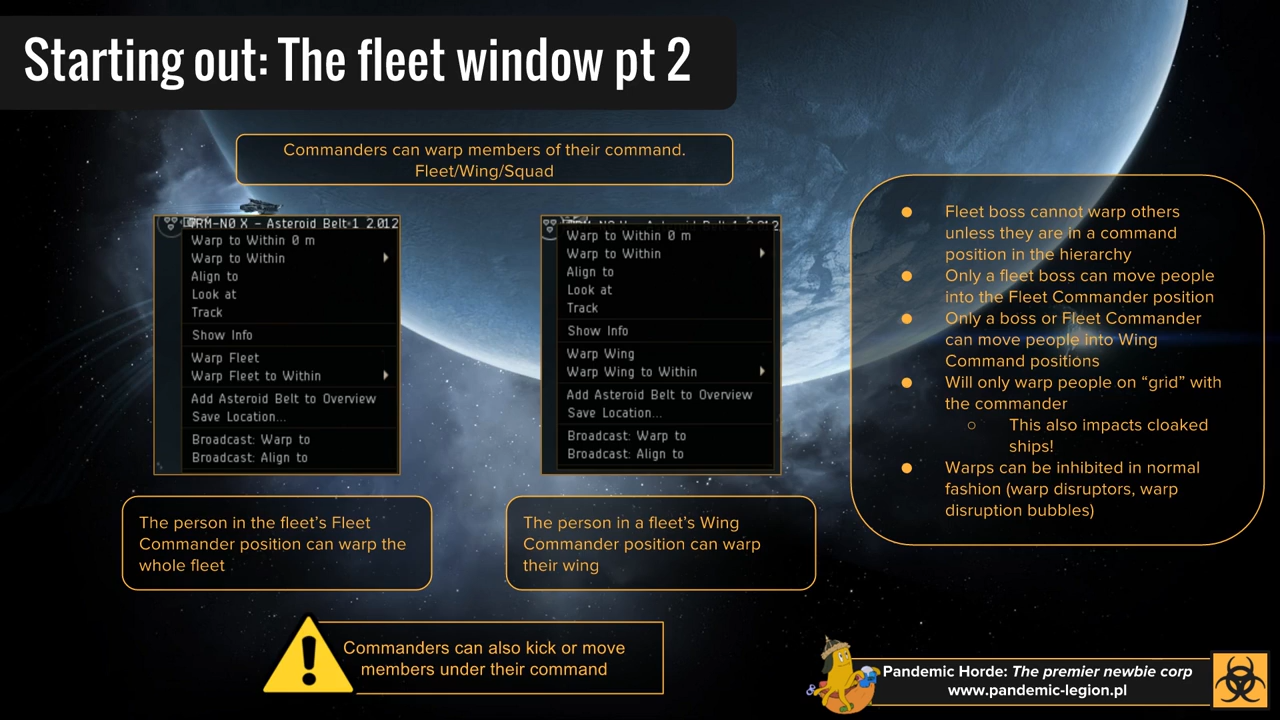 Starting out: The fleet window pt 2
Commanders can warp members of their command.
Fleet/Wing/Squad
RM-N0 X - Asteroid Belt 1 2.012
Warp to Within 0 m
Warp to Within
Align to
Look at
Track
Show Info
Warp Fleet
Warp Fleet to Within
Add Asteroid Belt to Overview
Save Location...
Broadcast: Warp to
Broadcast: Align to
Warp to Within 0 m
Warp to Within
Align to
Look at
Track
Show Info
Warp Wing
Warp Wing to Within
Add Asteroid Belt to Overview
Save Location...
Broadcast: Warp to
Broadcast: Align to
The person in the fleet's Fleet
Commander position can warp the
whole fleet
The person in a fleet's Wing
Commander position can warp
their wing
● Fleet boss cannot warp others
unless they are in a command
position in the hierarchy
● Only a fleet boss can move people
into the Fleet Commander position
● Only a boss or Fleet Commander
can move people into Wing
Command positions
● Will only warp people on “grid” with
the commander
○ This also impacts cloaked
ships!
● Warps can be inhibited in normal
fashion (warp disruptors, warp
disruption bubbles)
Commanders can also kick or move
members under their command
Pandemic Horde: The premier newbie corp
www.pandemic-legion.pl